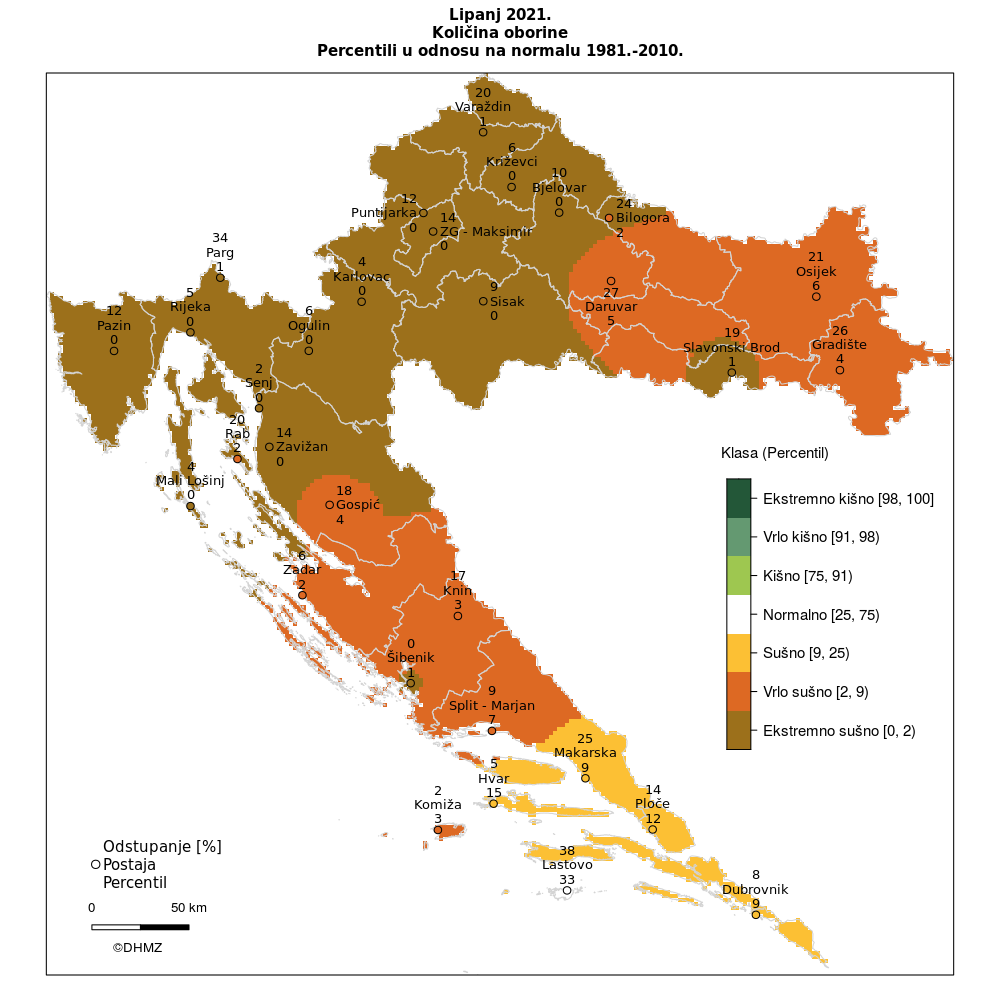 Lipanj 2021.
Količina oborine
Percentili u odnosu na normalu 1981.-2010.
20
Varaždin
1
6
Križevci
0
10
Bjelovar
0
12
Puntijarka
0
14
ZG - Maksimir
0
24
Bilogora
2
34
Parg
1
4
Karlovac
0
9
Sisak
0
27
Daruvar
5
21
Osijek
6
12
Pazin
0
5
Rijeka
0
6
Ogulin
0
19
Slavonski Brod
1
26
Gradište
4
2
Senj
0
20
Rab
2
14
Zavižan
0
4
Mali Lošinj
0
18
Gospić
4
6
Zadar
2
17
Knin
3
0
Šibenik
1
9
Split - Marjan
7
25
Makarska
9
5
Hvar
15
2
Komiža
3
14
Ploče
12
38
Lastovo
33
8
Dubrovnik
9
Klasa (Percentil)
Ekstremno kišno [98, 100]
Vrlo kišno [91, 98)
Kišno [75, 91)
Normalno [25, 75)
Sušno [9, 25)
Vrlo sušno [2, 9)
Ekstremno sušno [0, 2)
Odstupanje [%]
Postaja
Percentil
0 50 km
©DHMZ